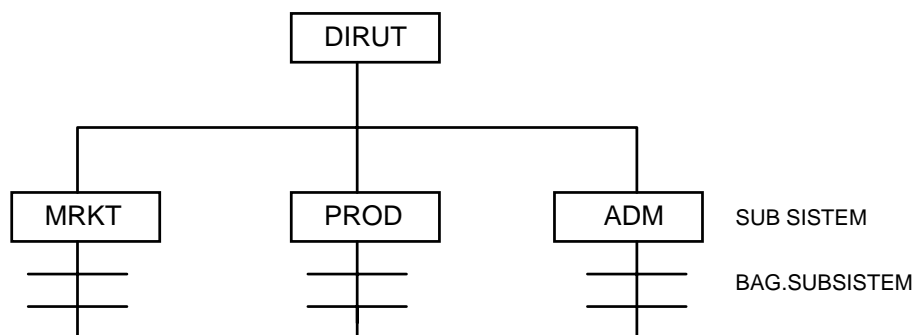 DIRUT
MRKT PROD ADM SUB SISTEM
BAG.SUBSISTEM